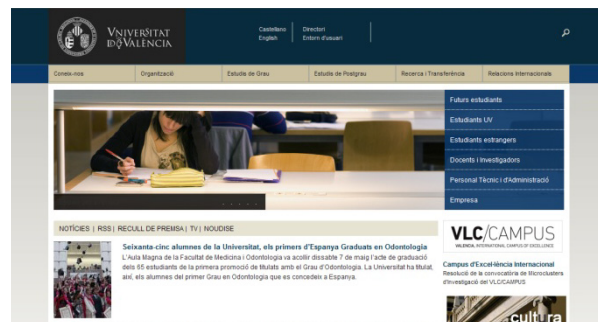 VNIVERSITAT
Castellano
Directori
English
Entorn d'usuari
ID VALÈNCIA
Coneix-nos
Organització
Estudis de Grau
Estudis de Postgrau
Recerca i Transferència
Relacions Internacionals
Futurs estudiants
Estudiants UV
Estudiants estrangers
Docents i Investigadors
Personal Tècnic i d'Administració
Empresa
NOTÍCIES | RSS | RECULL DE PREMSA | TV | NOUDISE
Seixanta-cinc alumnes de la Universitat, els primers d'Espanya Graduats en Odontologia
L'Aula Magna de la Facultat de Medicina i Odontologia va acollir dissabte 7 de maig l'acte de graduació
dels 65 estudiants de la primera promoció de titulats amb el Grau d'Odontologia. La Universitat ha titulat,
així, els alumnes del primer Grau en Odontologia que es concedeix a Espanya.
VLC/CAMPUS
VALENCIA, INTERNATIONAL CAMPUS OF EXCELLENCE
Campus d'Excel·lència Internacional
Resolució de la convocatòria de Microclusters
d'Investigació del VLC/CAMPUS
cultura